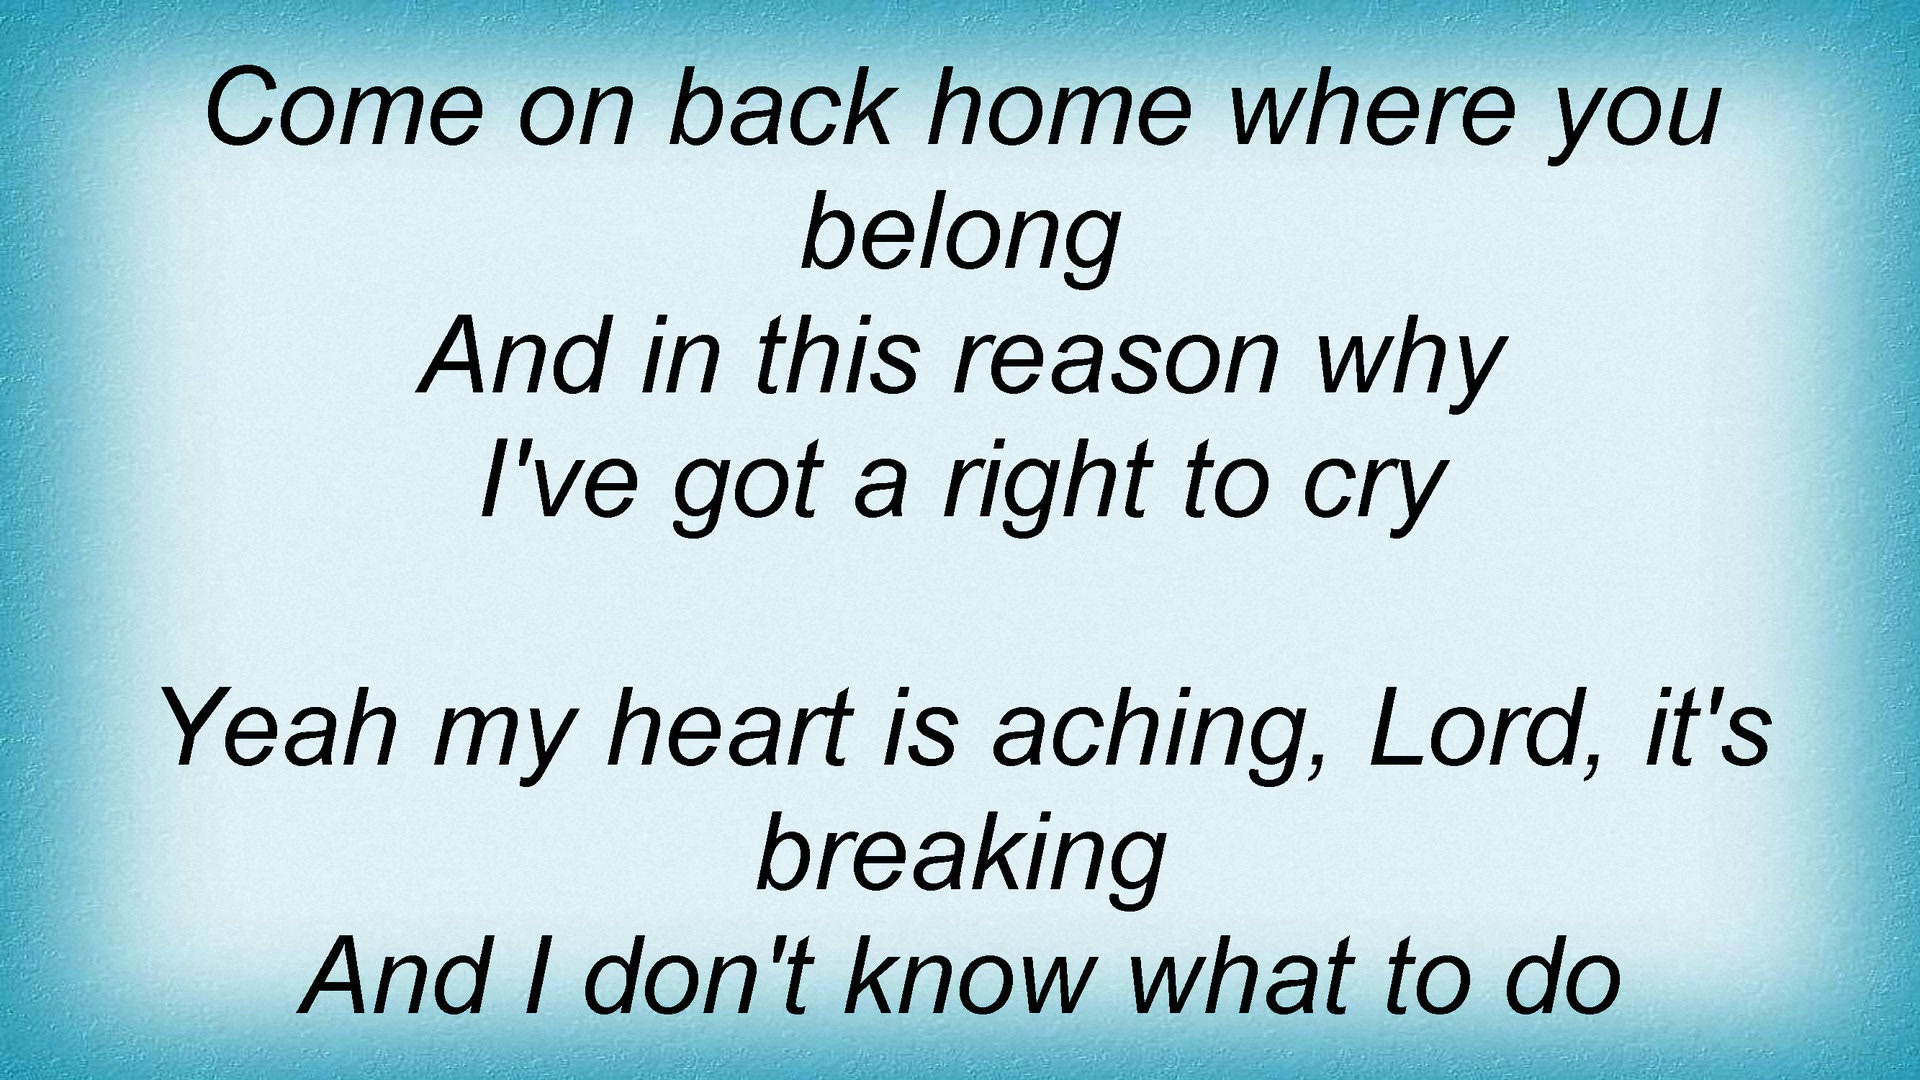 Come on back home where you
belong
And in this reason why
I've got a right to cry
Yeah my heart is aching, Lord, it's
breaking
And I don't know what to do